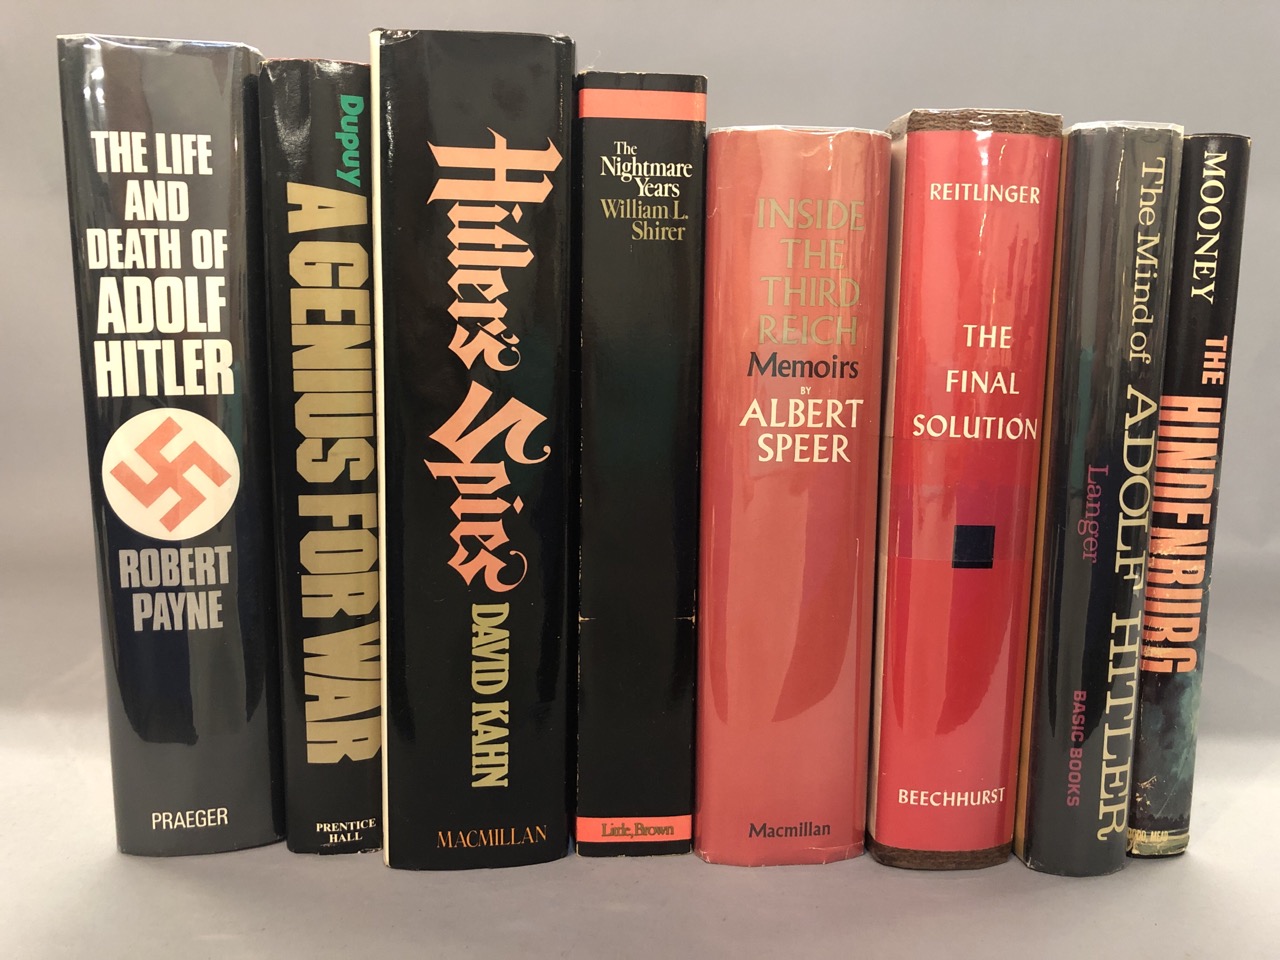 THE LIFE
AND
DEATH OF
ADOLF
HITLER
ROBERT
PAYNE
PRAEGER
Dupuy
A GENIUS FOR WAR
PRENTICE
HALL
Hitler's Spies
DAVID KAHN
MACMILLAN
The
Nightmare
Years
William L.
Shirer
Little, Brown
INSIDE
THE
THIRD
REICH
Memoirs
BY
ALBERT
SPEER
Macmillan
REITLINGER
THE
FINAL
SOLUTION
BEECHHURST
The Mind of ADOLF HITLER
Langer
BASIC BOOKS
MOONEY
THE HINDENBURG
MEAD